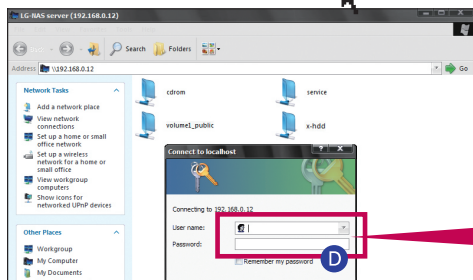 LG-NAS server (192.168.0.12)
Search
Folders
Address
\\192.168.0.12
Go
Network Tasks
Add a network place
View network
connections
Set up a home or small
office network
Set up a wireless
network for a home or
small office
View workgroup
computers
Show icons for
networked UPnP devices
Other Places
Workgroup
My Computer
My Documents
cdrom
service
volume1_public
x-hdd
Connect to localhost
Connecting to 192.168.0.12
User name:
Password:
Remember my password
D